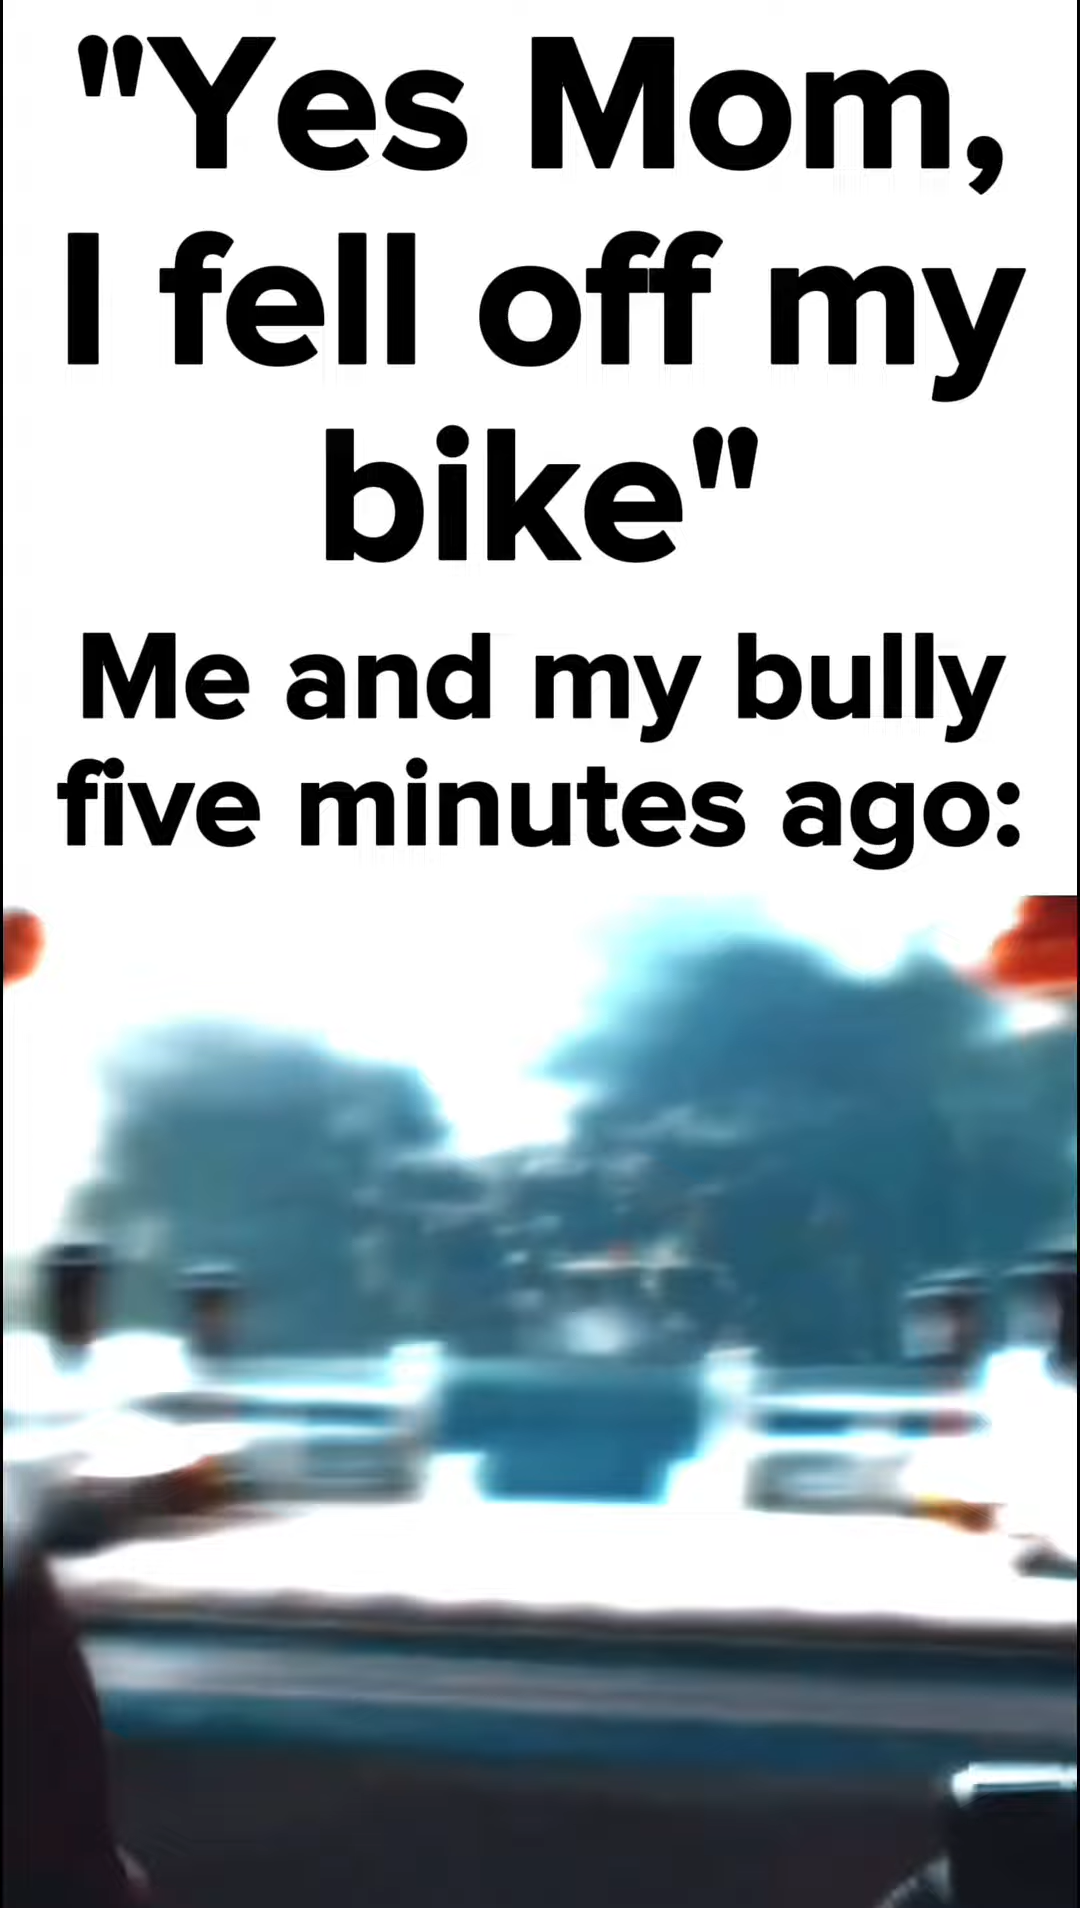 "Yes Mom,
I fell off my
bike"
Me and my bully
five minutes ago: